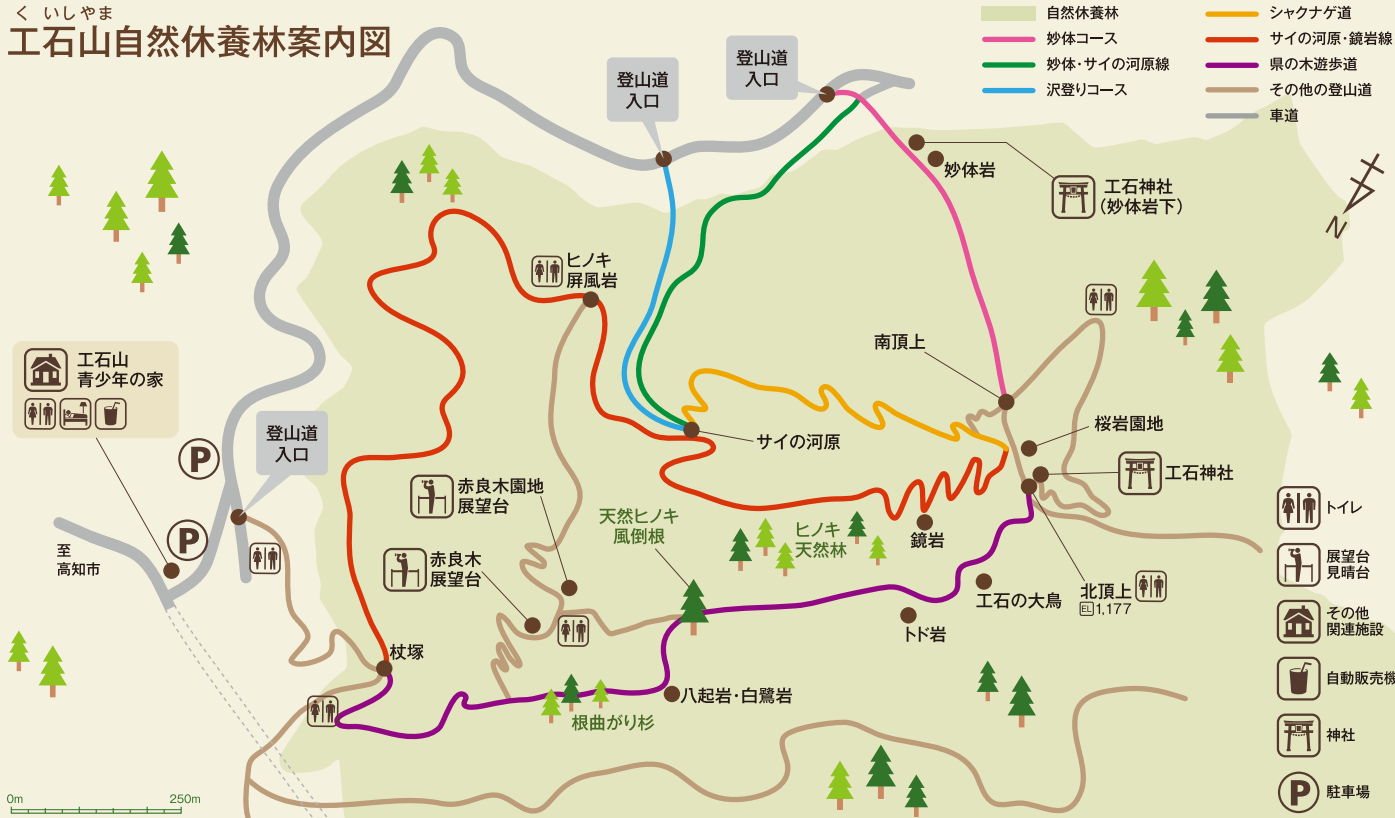 く いしやま
工石山自然休養林案内図
自然休養林
妙体コース
妙体・サイの河原線
沢登りコース
シャクナゲ道
サイの河原・鏡岩線
県の木遊歩道
その他の登山道
車道
登山道
入口
登山道
入口
妙体岩
工石神社
(妙体岩下)
N
ヒノキ
屏風岩
工石山
青少年の家
南頂上
登山道
入口
P
P
サイの河原
桜岩園地
工石神社
赤良木園地
展望台
天然ヒノキ
風倒根
ヒノキ
天然林
鏡岩
至
高知市
赤良木
展望台
工石の大鳥
北頂上
EL 1,177
トド岩
杖塚
八起岩・白鷺岩
根曲がり杉
トイレ
展望台
見晴台
その他
関連施設
自動販売機
神社
P
駐車場
0m
250m